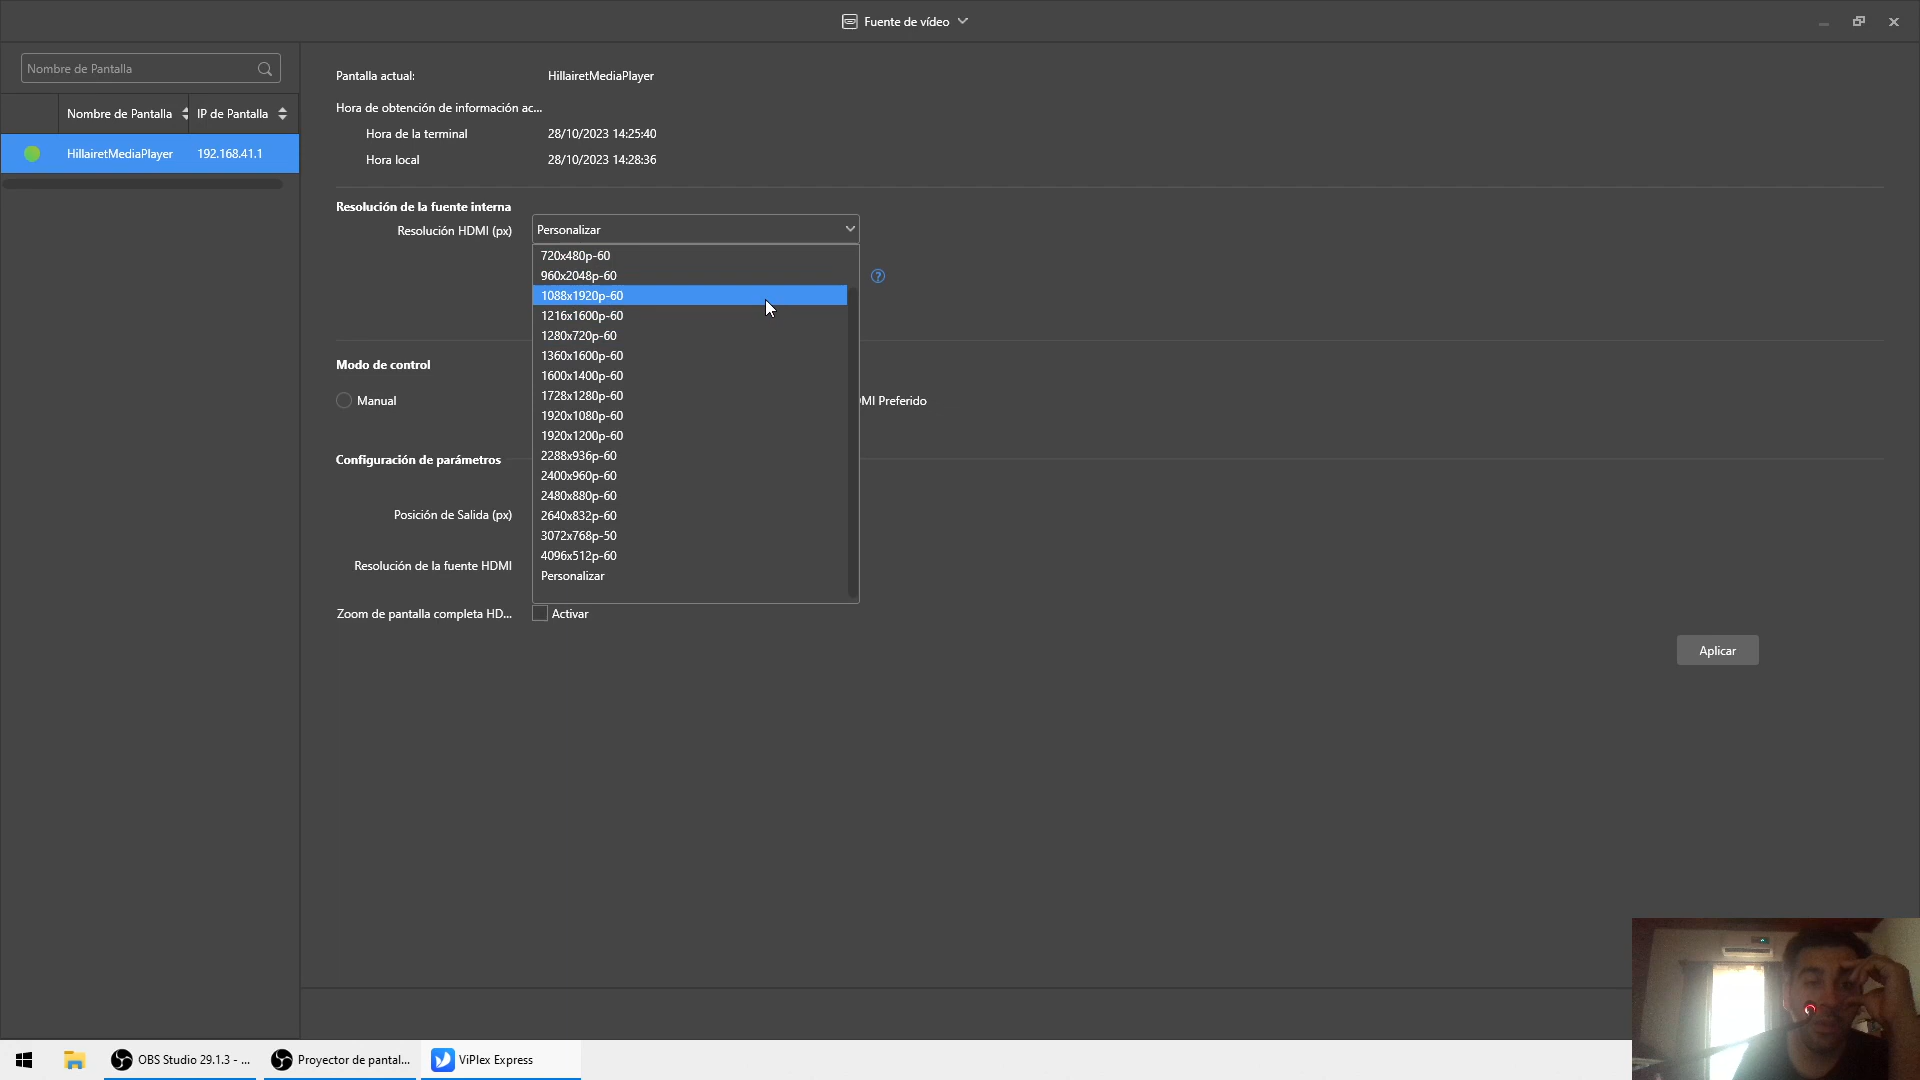 Fuente de vídeo
Nombre de Pantalla
Nombre de Pantalla IP de Pantalla
HillairetMediaPlayer 192.168.41.1
Pantalla actual: HillairetMediaPlayer
Hora de obtención de información ac...
Hora de la terminal 28/10/2023 14:25:40
Hora local 28/10/2023 14:28:36
Resolución de la fuente interna
Resolución HDMI (px) Personalizar
720x480p-60
960x2048p-60
1088x1920p-60
1216x1600p-60
1280x720p-60
1360x1600p-60
1600x1400p-60
1728x1280p-60
1920x1080p-60
1920x1200p-60
2288x936p-60
2400x960p-60
2480x880p-60
2640x832p-60
3072x768p-50
4096x512p-60
Personalizar
?
Modo de control
Manual
MI Preferido
Configuración de parámetros
Posición de Salida (px)
Resolución de la fuente HDMI
Zoom de pantalla completa HD... Activar
Aplicar
OBS Studio 29.1.3 - ... Proyector de pantal... ViPlex Express